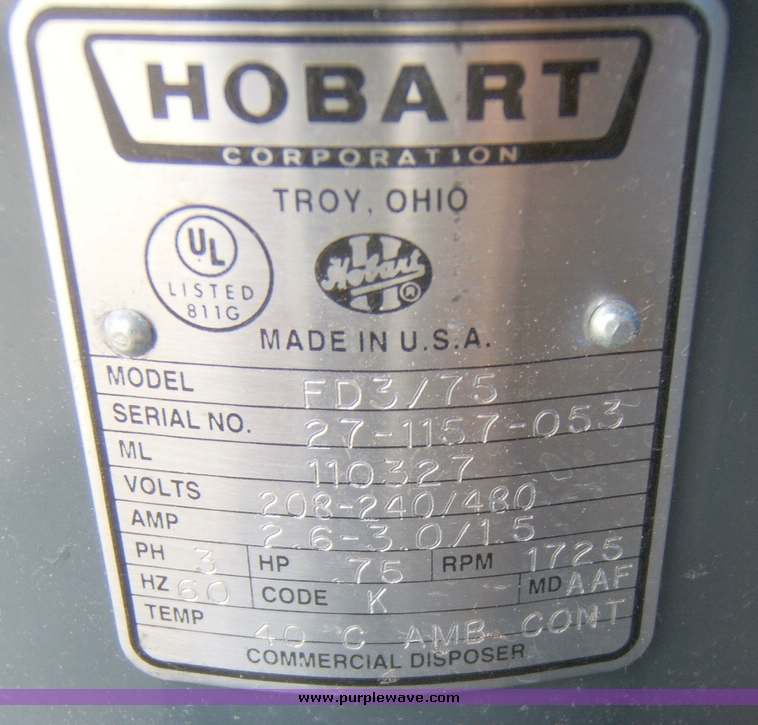 HOBART
CORPORATION
TROY, OHIO
UL
LISTED
811G
H
Hobart
®
MADE IN U.S.A.
MODEL FD3/75
SERIAL NO. 27-1157-053
ML 110327
VOLTS 208-240/480
AMP 2.6-3.0/1.5
PH 3 HP .75 RPM 1725
HZ 60 CODE K MD AAF
TEMP 40 C AMB CONT
COMMERCIAL DISPOSER
www.purplewave.com